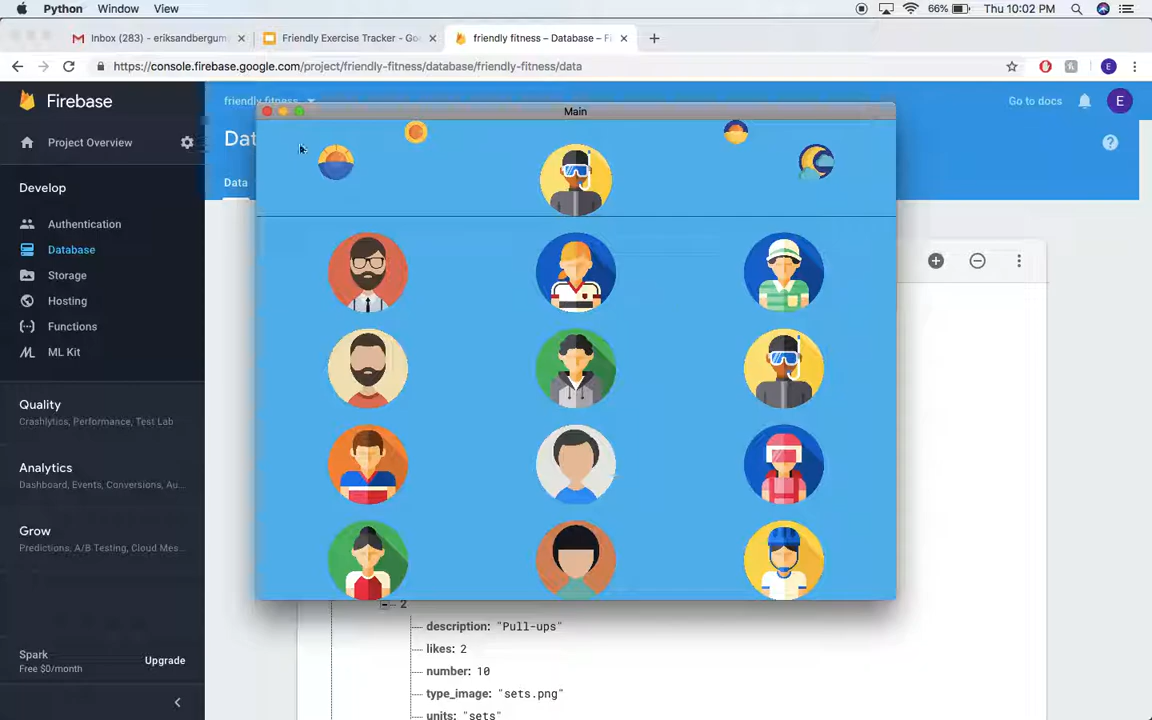 Python Window View 66% Thu 10:02 PM
Inbox (283) - eriksandbergum Friendly Exercise Tracker - Go friendly fitness – Database – Fi
https://console.firebase.google.com/project/friendly-fitness/database/friendly-fitness/data E
Firebase friendly fitness Go to docs E
Main
Project Overview Dat
Data
Develop
Authentication
Database
Storage
Hosting
Functions
ML Kit
Quality
Crashlytics, Performance, Test Lab
Analytics
Dashboard, Events, Conversions, Au...
Grow
Predictions, A/B Testing, Cloud Mes...
2
description: "Pull-ups"
likes: 2
number: 10
type_image: "sets.png"
units: "sets"
Spark
Free $0/month
Upgrade